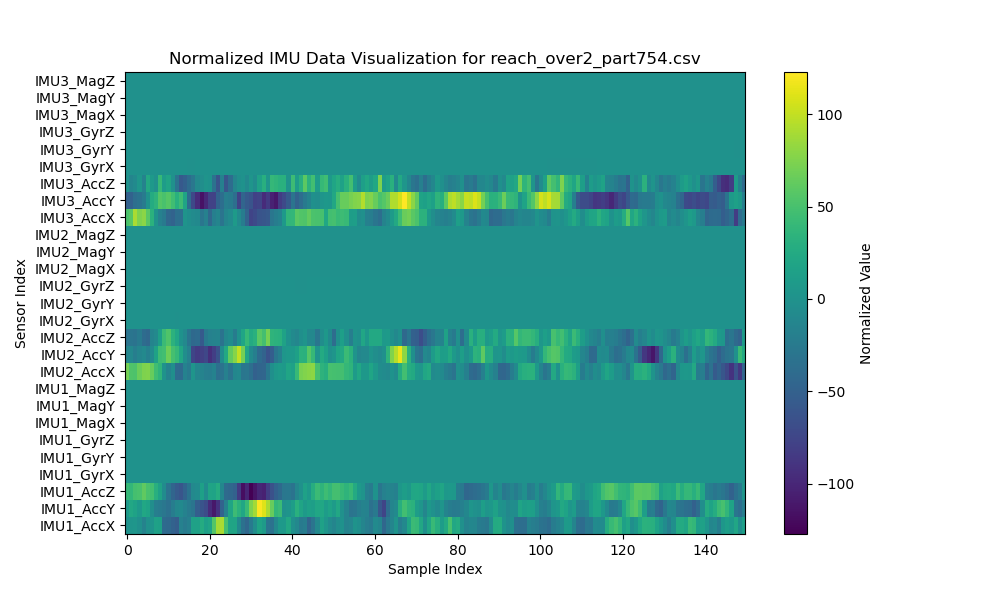 Normalized IMU Data Visualization for reach_over2_part754.csv
IMU3_MagZ
IMU3_MagY
IMU3_MagX
IMU3_GyrZ
IMU3_GyrY
IMU3_GyrX
IMU3_AccZ
IMU3_AccY
IMU3_AccX
IMU2_MagZ
IMU2_MagY
IMU2_MagX
IMU2_GyrZ
IMU2_GyrY
IMU2_GyrX
IMU2_AccZ
IMU2_AccY
IMU2_AccX
IMU1_MagZ
IMU1_MagY
IMU1_MagX
IMU1_GyrZ
IMU1_GyrY
IMU1_GyrX
IMU1_AccZ
IMU1_AccY
IMU1_AccX
Sensor Index
0 20 40 60 80 100 120 140
Sample Index
100
50
0
−50
−100
Normalized Value